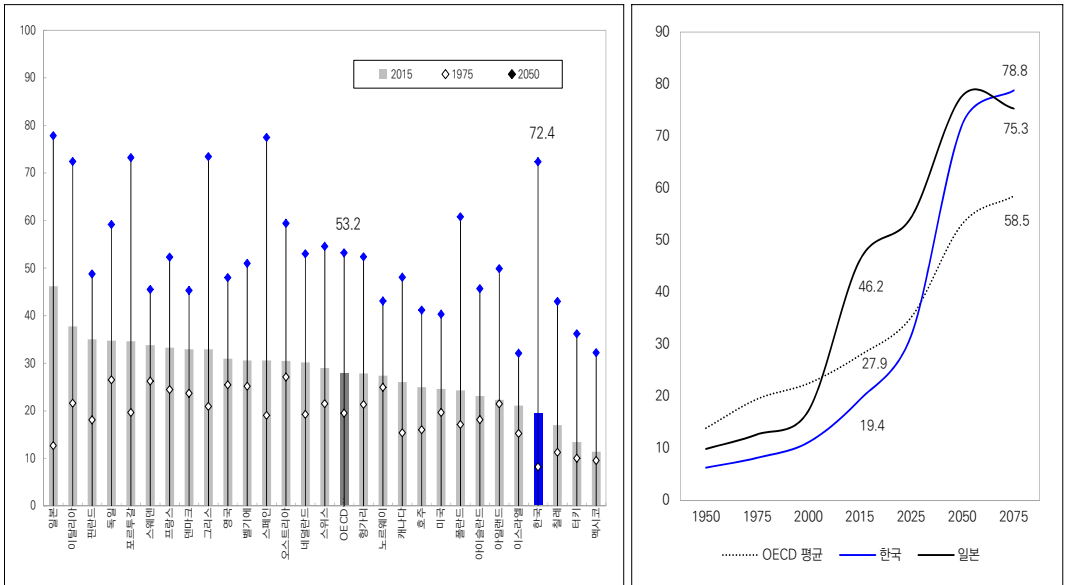 100
90
80
70
60
50
40
30
20
10
0
2015 1975 2050
72.4
53.2
일본
이탈리아
핀란드
독일
포르투갈
스웨덴
프랑스
덴마크
그리스
영국
벨기에
스페인
오스트리아
네덜란드
스위스
OECD
헝가리
노르웨이
캐나다
호주
미국
폴란드
아이슬란드
아일랜드
이스라엘
한국
칠레
터키
멕시코
90
80
70
60
50
40
30
20
10
0
78.8
75.3
58.5
46.2
27.9
19.4
1950 1975 2000 2015 2025 2050 2075
OECD 평균 한국 일본